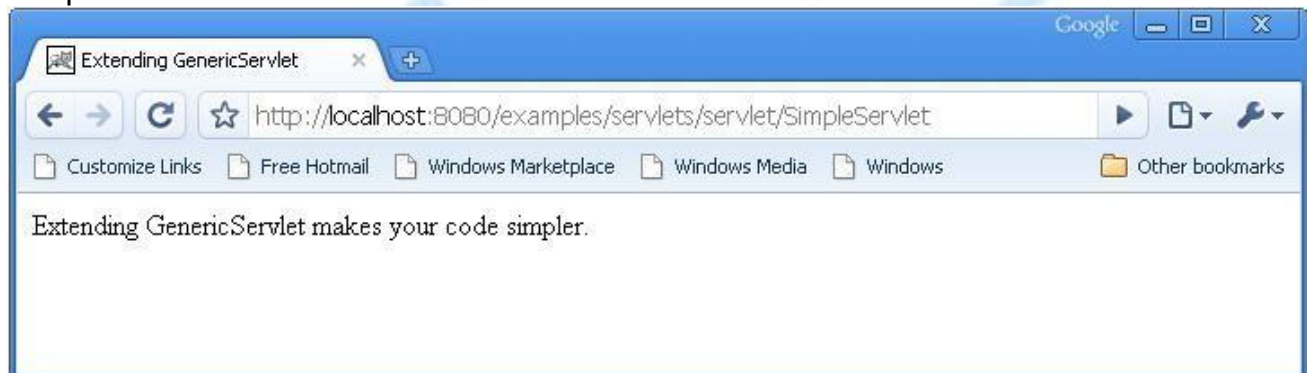 Google
Extending GenericServlet
http://localhost:8080/examples/servlets/servlet/SimpleServlet
Customize Links Free Hotmail Windows Marketplace Windows Media Windows Other bookmarks
Extending GenericServlet makes your code simpler.